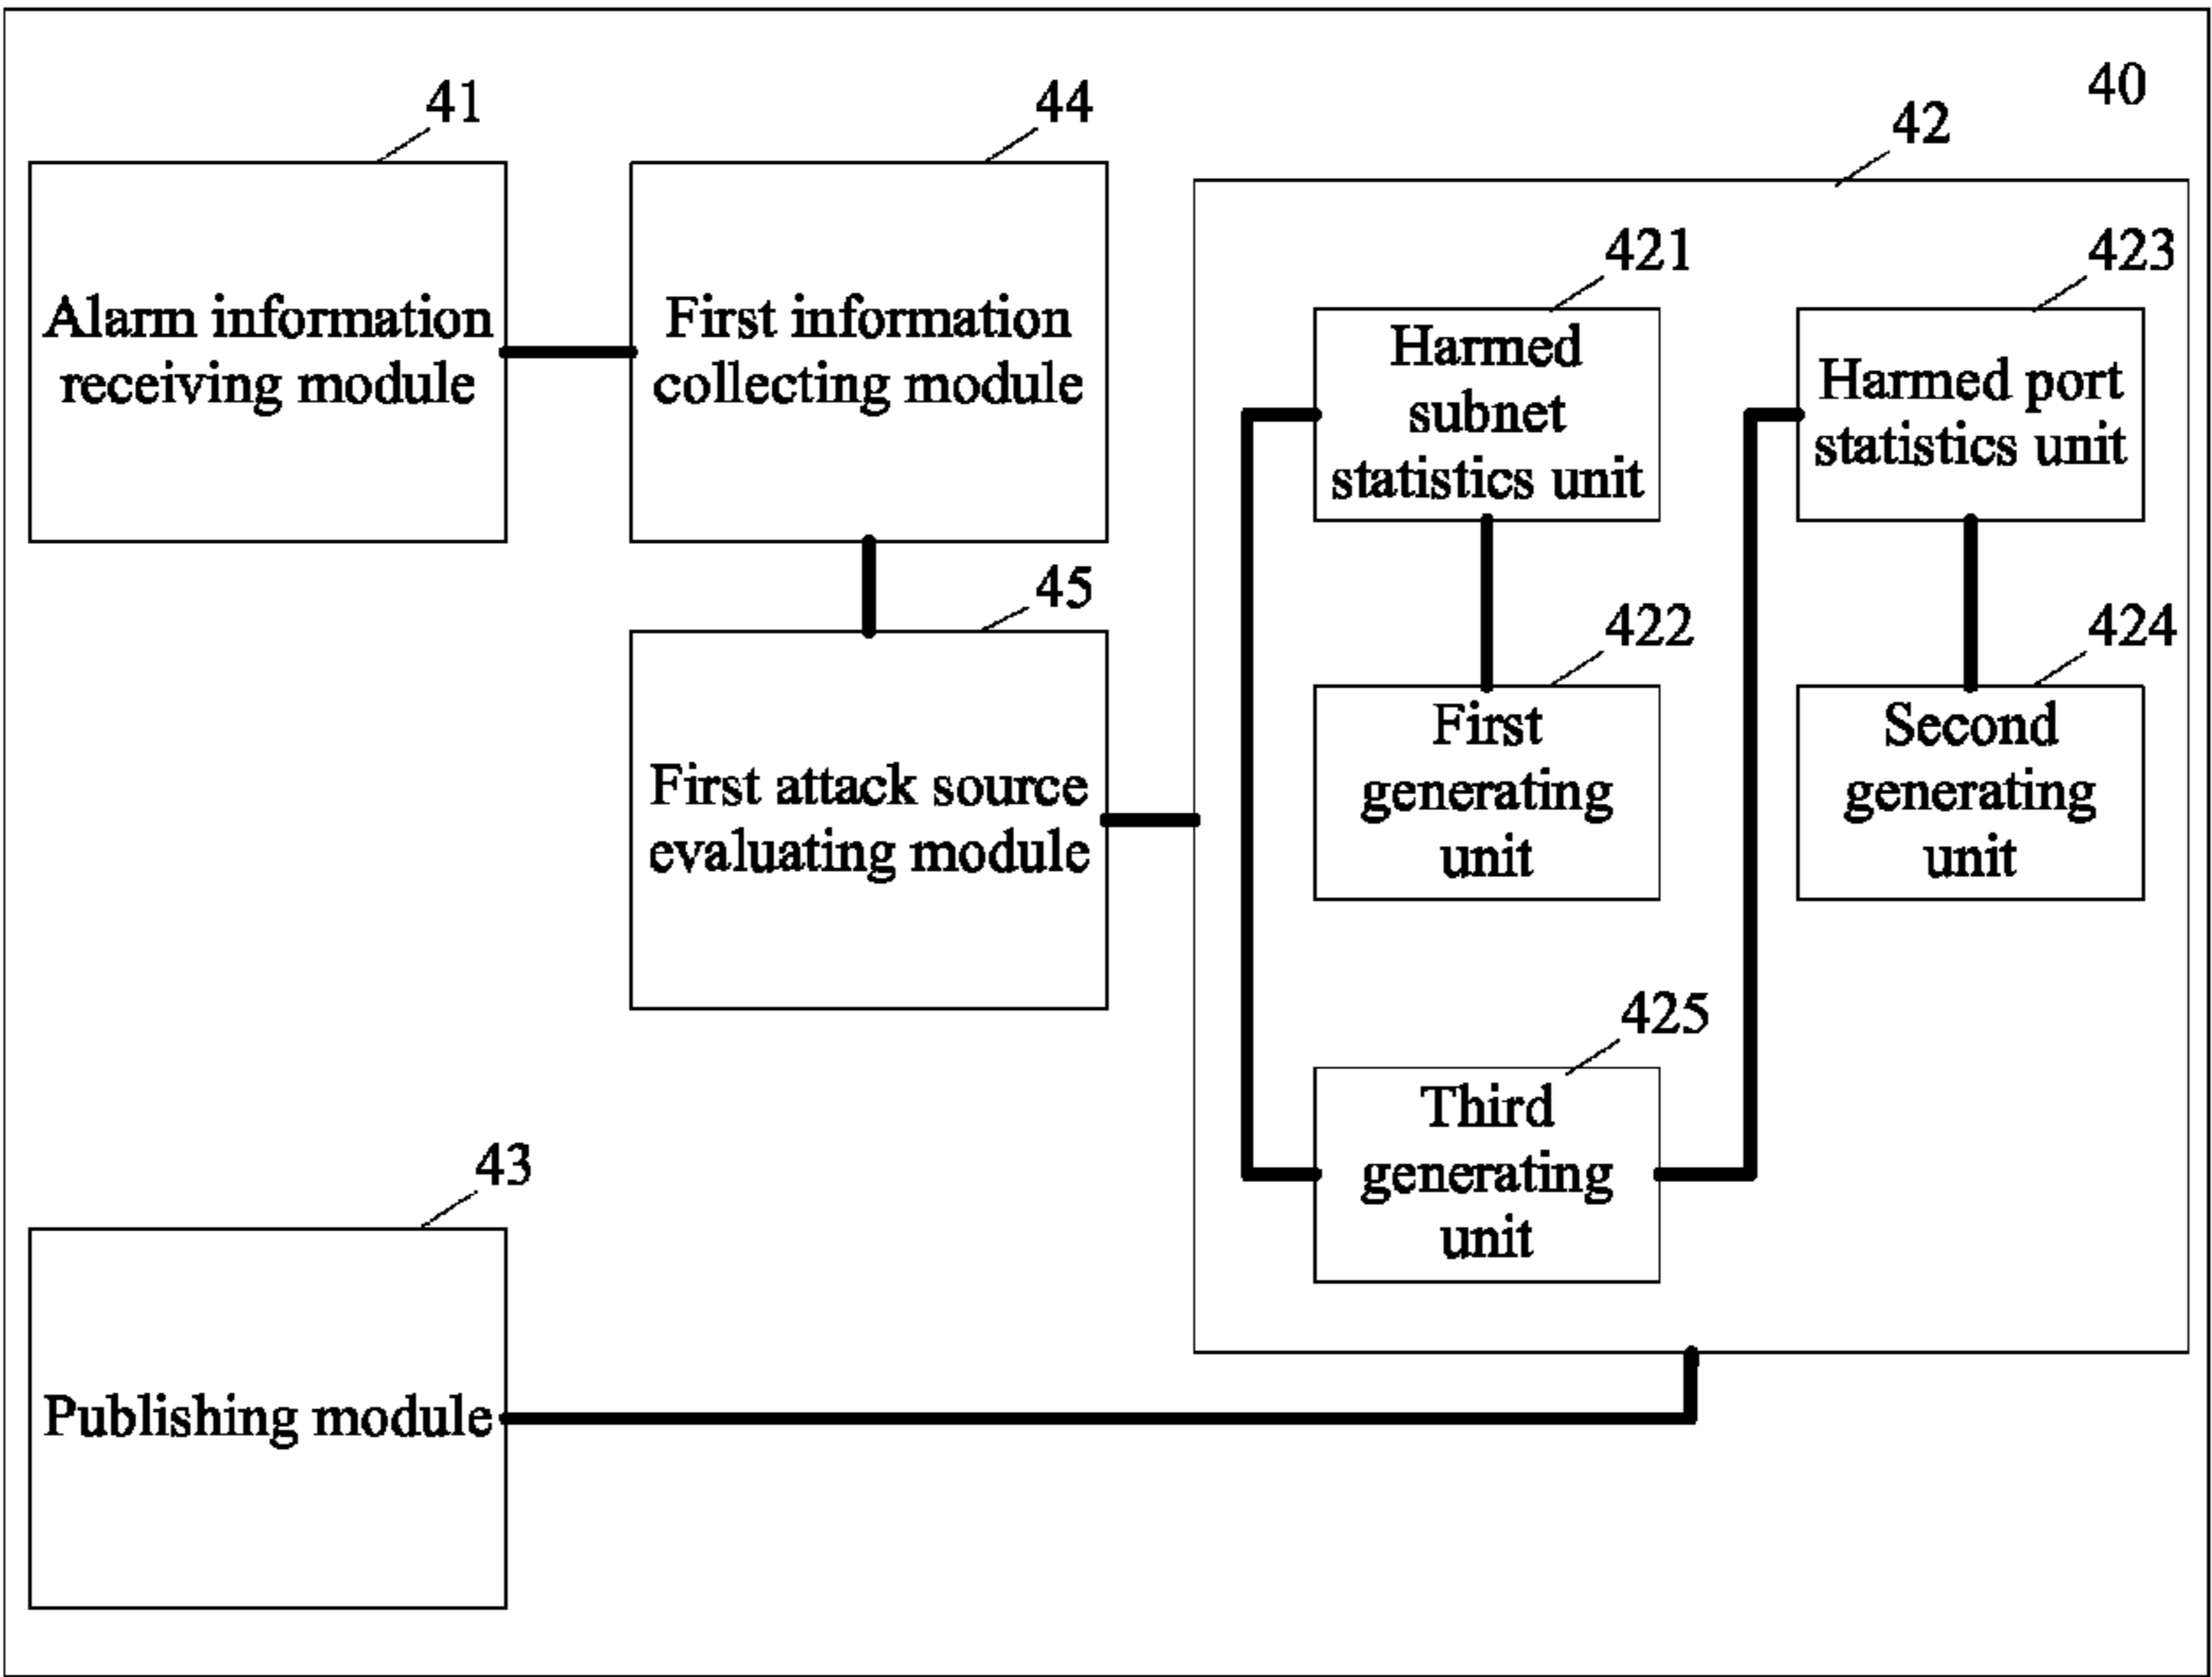 40
41
Alarm information
receiving module
44
First information
collecting module
45
First attack source
evaluating module
42
421
Harmed
subnet
statistics unit
423
Harmed port
statistics unit
422
First
generating
unit
424
Second
generating
unit
425
Third
generating
unit
43
Publishing module